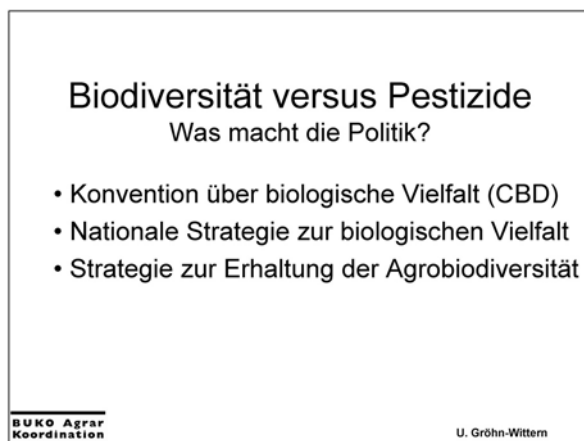 Biodiversität versus Pestizide
Was macht die Politik?
• Konvention über biologische Vielfalt (CBD)
• Nationale Strategie zur biologischen Vielfalt
• Strategie zur Erhaltung der Agrobiodiversität
BUKO Agrar
Koordination
U. Gröhn-Wittern